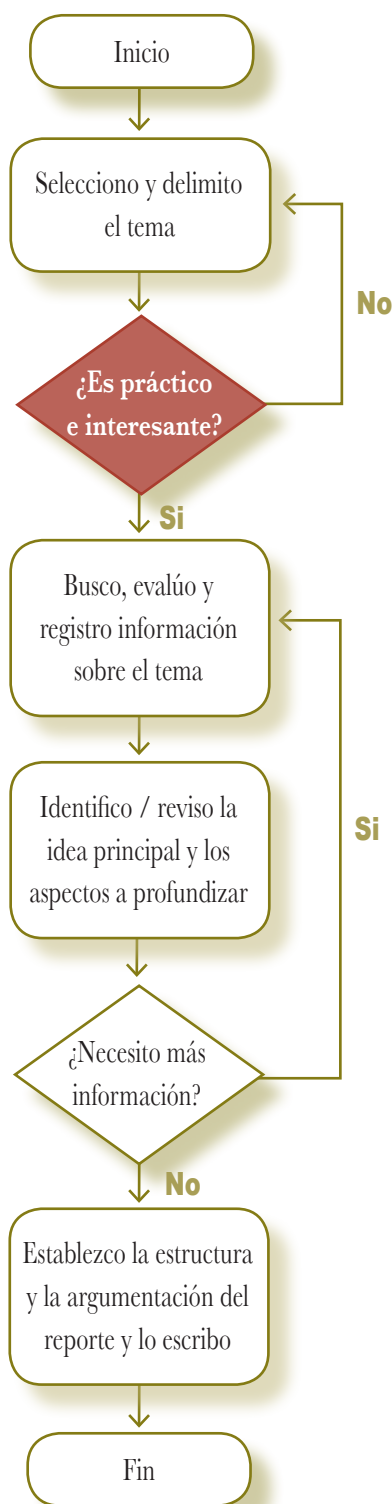 Inicio
Selecciono y delimito
el tema
No
¿Es práctico
e interesante?
Si
Busco, evalúo y
registro información
sobre el tema
Identifico / reviso la
idea principal y los
aspectos a profundizar
Si
¿Necesito más
información?
No
Establezco la estructura
y la argumentación del
reporte y lo escribo
Fin